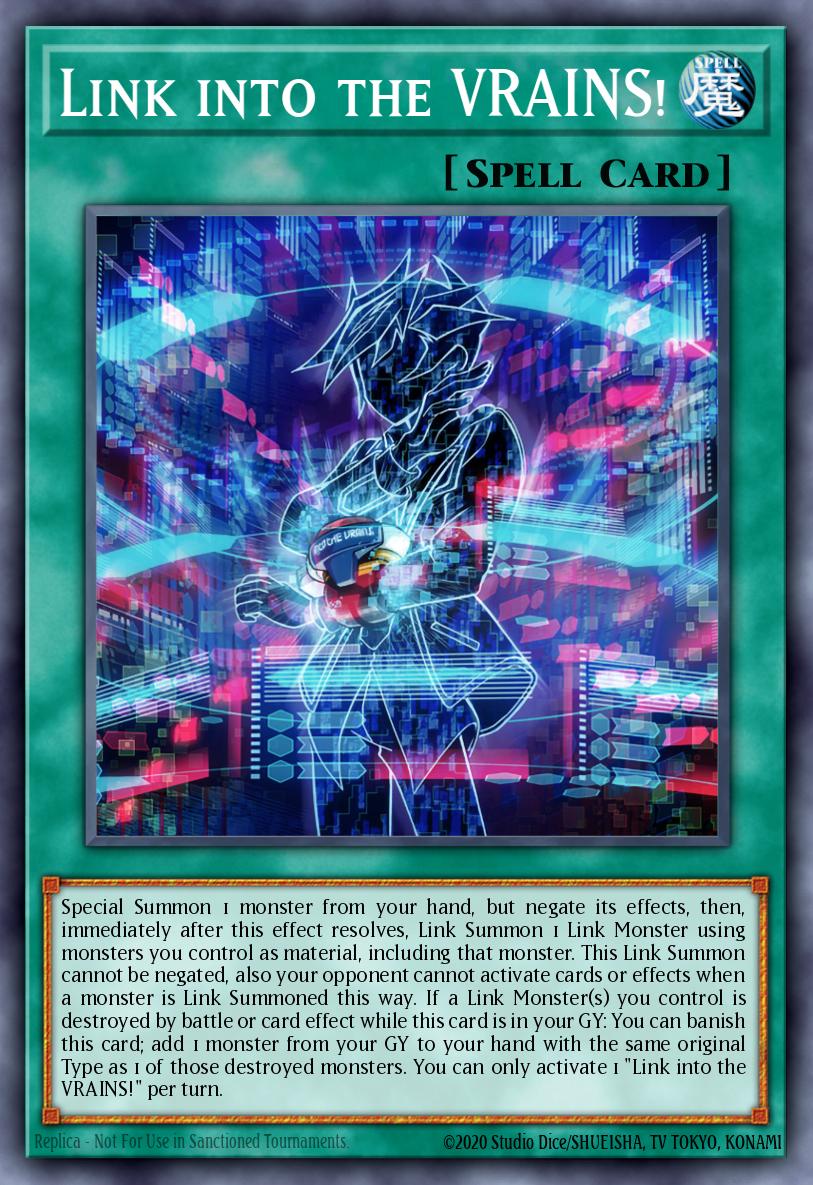 LINK INTO THE VRAINS!
SPELL
魔
[SPELL CARD]
INTO THE VRAINS
Special Summon 1 monster from your hand, but negate its effects, then,
immediately after this effect resolves, Link Summon 1 Link Monster using
monsters you control as material, including that monster. This Link Summon
cannot be negated, also your opponent cannot activate cards or effects when
a monster is Link Summoned this way. If a Link Monster(s) you control is
destroyed by battle or card effect while this card is in your GY: You can banish
this card; add 1 monster from your GY to your hand with the same original
Type as 1 of those destroyed monsters. You can only activate 1 "Link into the
VRAINS!" per turn.
Replica - Not For Use in Sanctioned Tournaments.
©2020 Studio Dice/SHUEISHA, TV TOKYO, KONAMI